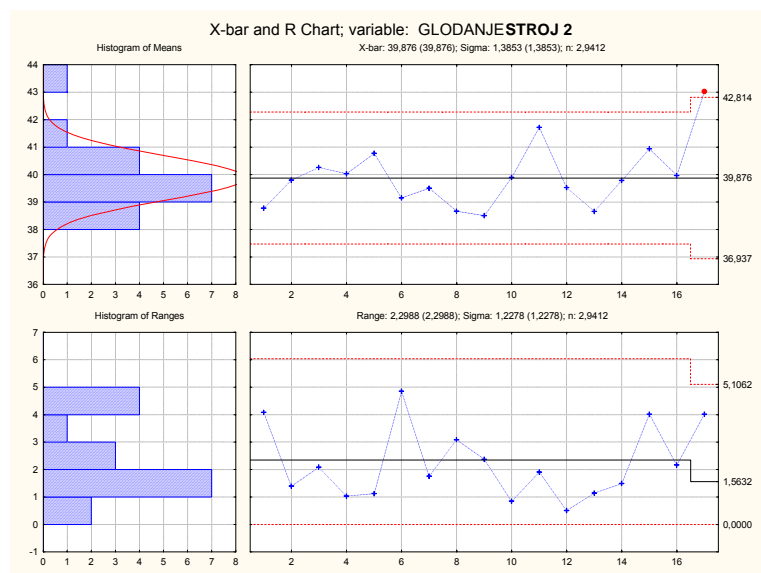 X-bar and R Chart; variable: GLODANJESTROJ 2
Histogram of Means
X-bar: 39,876 (39,876); Sigma: 1,3853 (1,3853); n: 2,9412
44
43
42
41
40
39
38
37
36
0 1 2 3 4 5 6 7 8
42,814
39,876
36,937
2 4 6 8 10 12 14 16
Histogram of Ranges
Range: 2,2988 (2,2988); Sigma: 1,2278 (1,2278); n: 2,9412
7
6
5
4
3
2
1
0
-1
0 1 2 3 4 5 6 7 8
5,1062
1,5632
0,0000
2 4 6 8 10 12 14 16